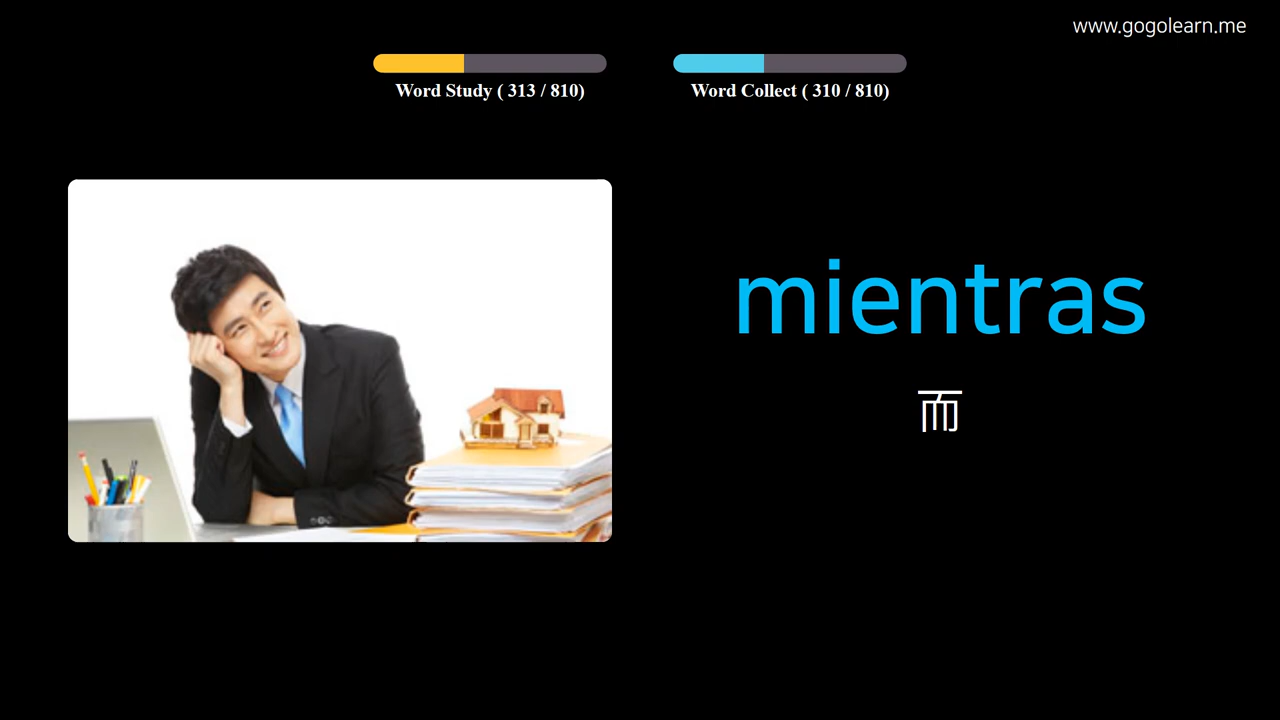 www.gogolearn.me
Word Study ( 313 / 810)
Word Collect ( 310 / 810)
mientras
而